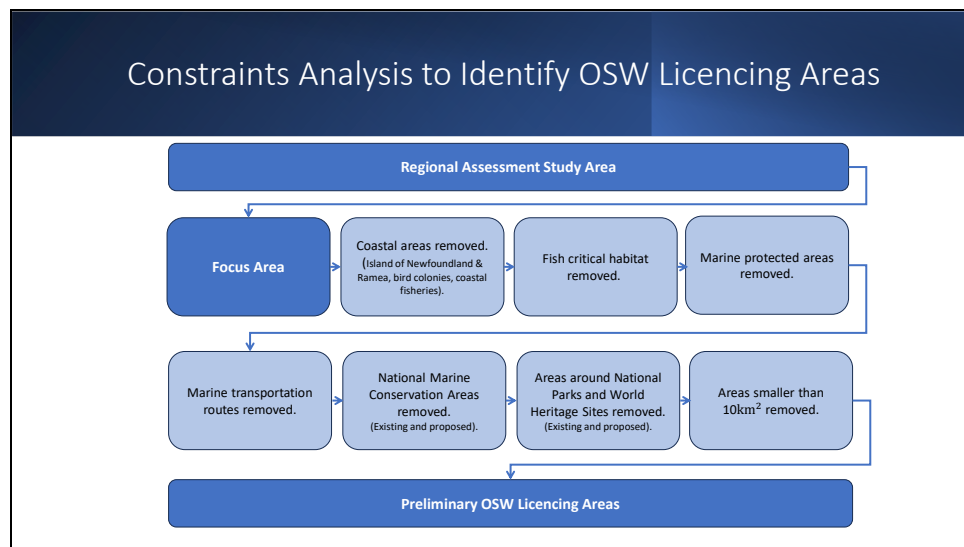 Constraints Analysis to Identify OSW Licencing Areas
Regional Assessment Study Area
Focus Area
Coastal areas removed.
(Island of Newfoundland &
Ramea, bird colonies, coastal
fisheries).
Fish critical habitat
removed.
Marine protected areas
removed.
Marine transportation
routes removed.
National Marine
Conservation Areas
removed.
(Existing and proposed).
Areas around National
Parks and World
Heritage Sites removed.
(Existing and proposed).
Areas smaller than
10km² removed.
Preliminary OSW Licencing Areas